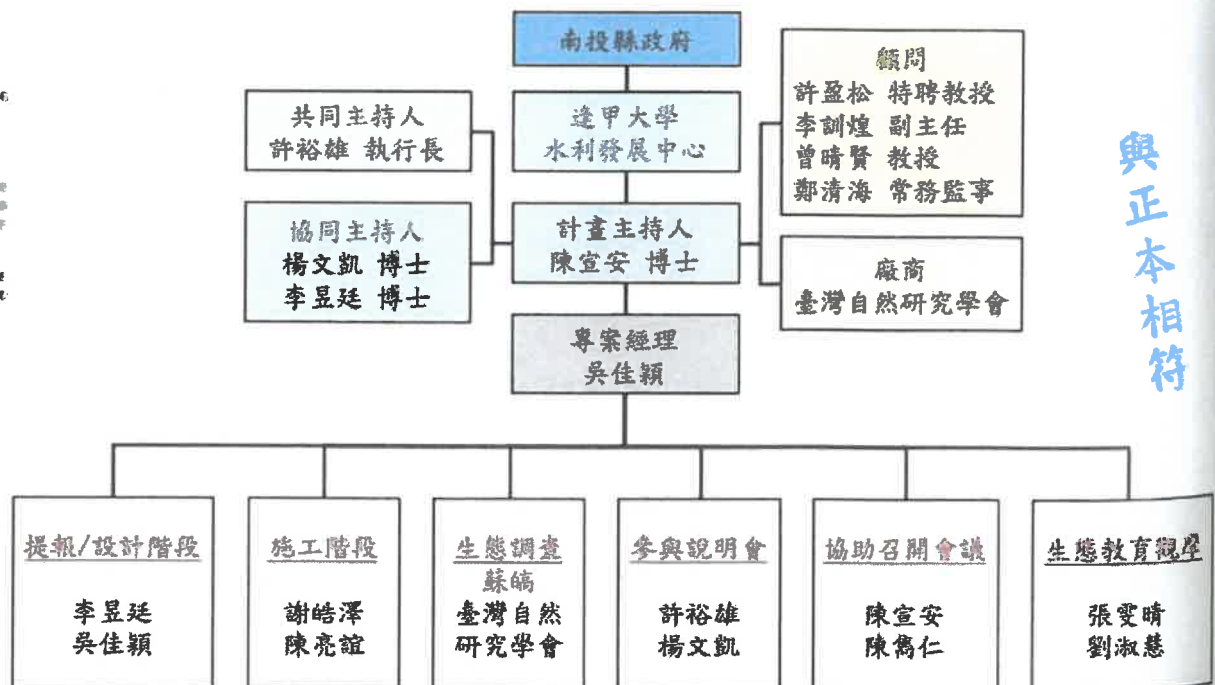 南投縣政府
逢甲大學
水利發展中心
共同主持人
許裕雄 執行長
協同主持人
楊文凱 博士
李昱廷 博士
計畫主持人
陳宣安 博士
顧問
許盈松 特聘教授
李訓煌 副主任
曾晴賢 教授
鄭清海 常務監事
廠商
臺灣自然研究學會
專案經理
吳佳穎
提報/設計階段
李昱廷
吳佳穎
施工階段
謝皓澤
陳亮誼
生態調查
蘇皜
臺灣自然
研究學會
參與說明會
許裕雄
楊文凱
協助召開會議
陳宣安
陳雋仁
生態教育觀摩
張雯晴
劉淑慧
與正本相符